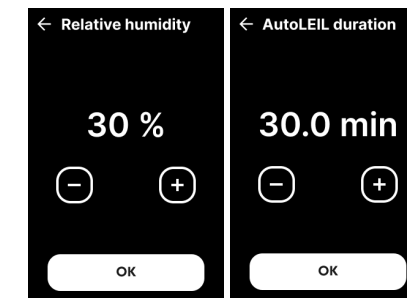 ← Relative humidity
30 %
− +
OK
← AutoLEIL duration
30.0 min
− +
OK